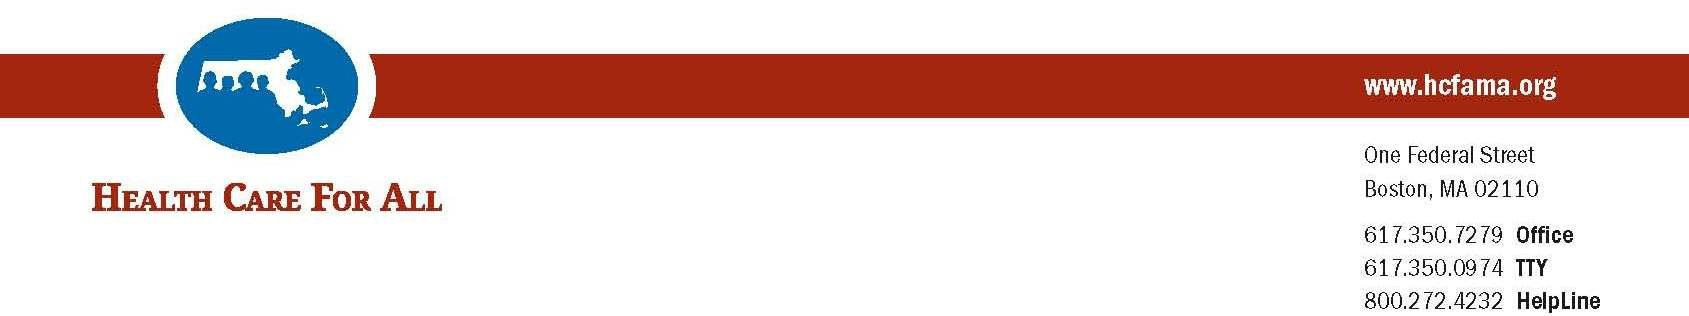 www.hcfama.org
HEALTH CARE FOR ALL
One Federal Street
Boston, MA 02110
617.350.7279 Office
617.350.0974 TTY
800.272.4232 HelpLine